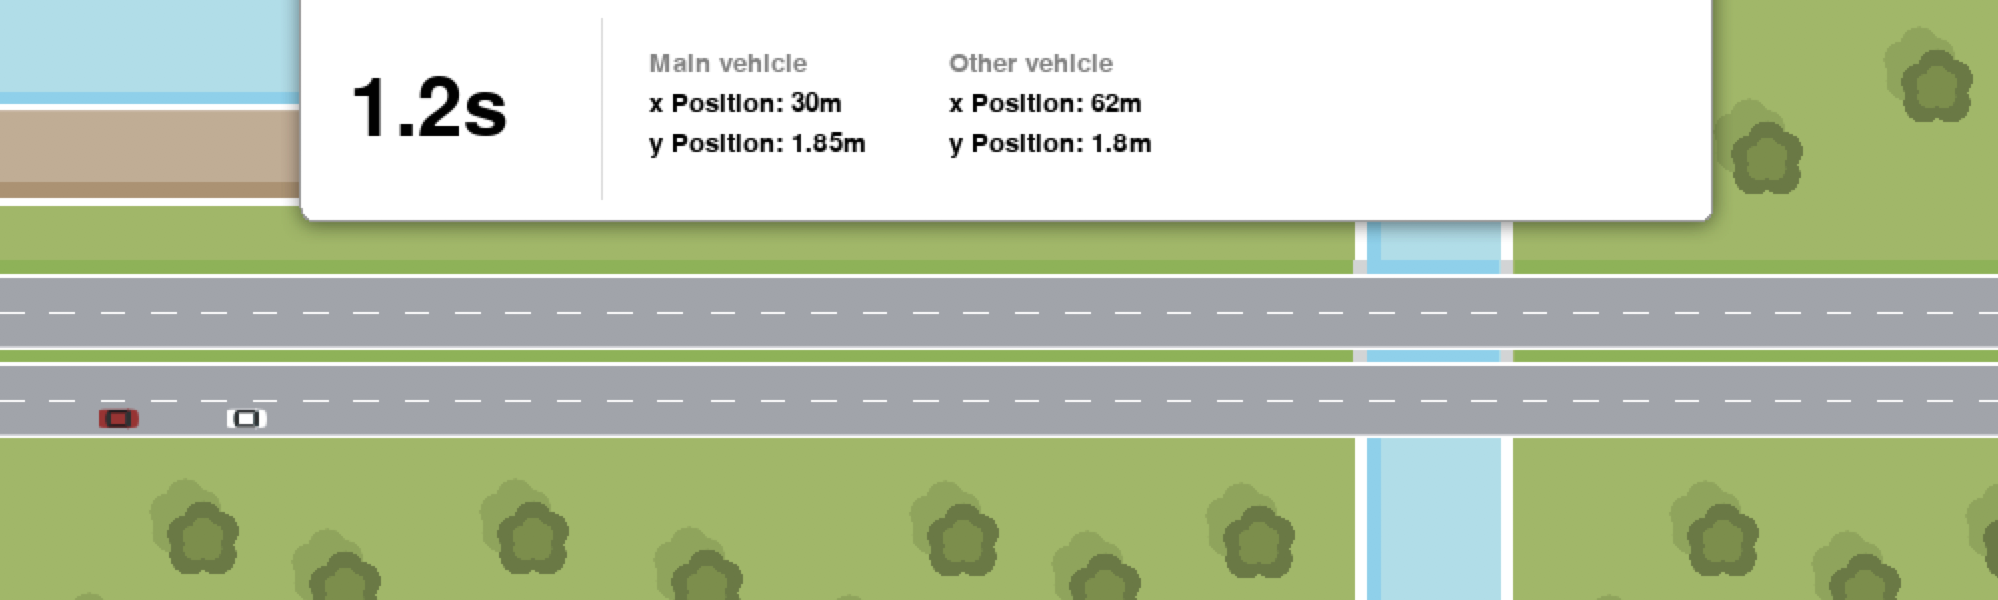 1.2s
Main vehicle
x Position: 30m
y Position: 1.85m
Other vehicle
x Position: 62m
y Position: 1.8m